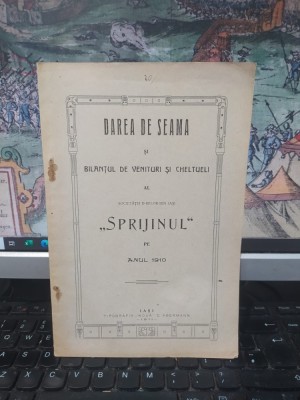 DAREA DE SEAMA
ȘI
BILANȚUL DE VENITURI ȘI CHELTUELI
AL
„SPRIJINUL“
PE
ANUL 1910
IAȘI